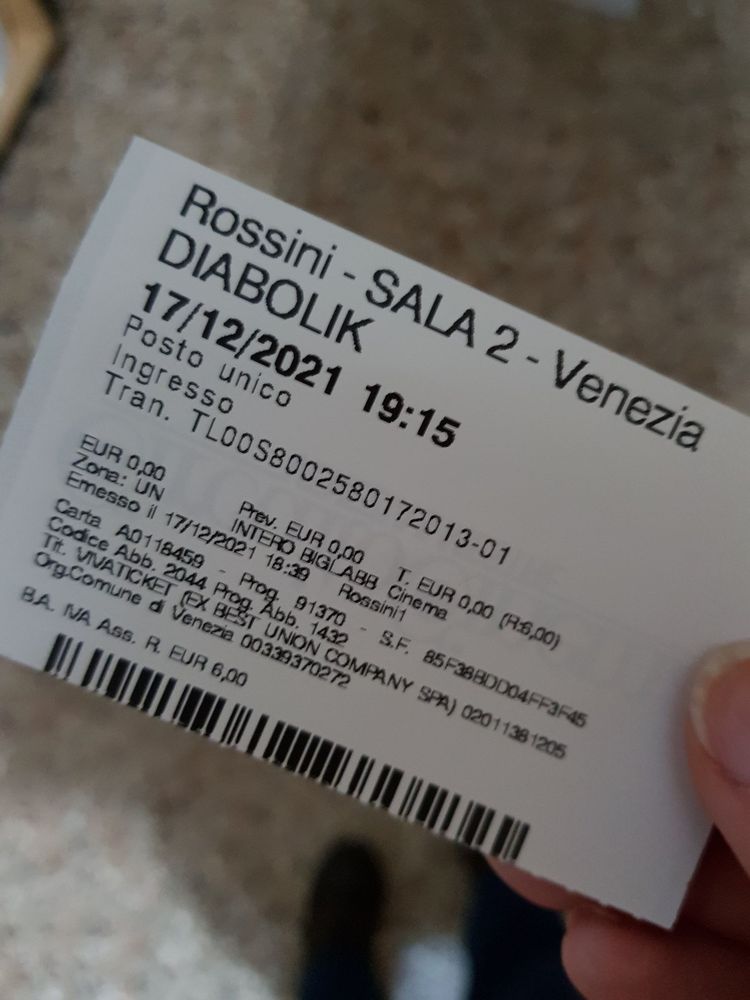 Rossini - SALA 2 - Venezia
DIABOLIK
17/12/2021 19:15
Posto unico
Ingresso
Tran. TL00S8002580172013-01
EUR 0,00 Prev. EUR 0,00 T. EUR 0,00 (R:6,00)
Zona: UN INTERO BIGLABB Cinema
Emesso il 17/12/2021 18:39 Rossini1
Carta A0118459 - Prog. 91370 - S.F. 85F38BDD04FF3F45
Codice Abb. 2044 Prog. Abb. 1432
Tit. VIVATICKET (EX BEST UNION COMPANY SPA) 02011381205
Org.Comune di Venezia 00339370272
B.A. IVA Ass. R. EUR 6,00